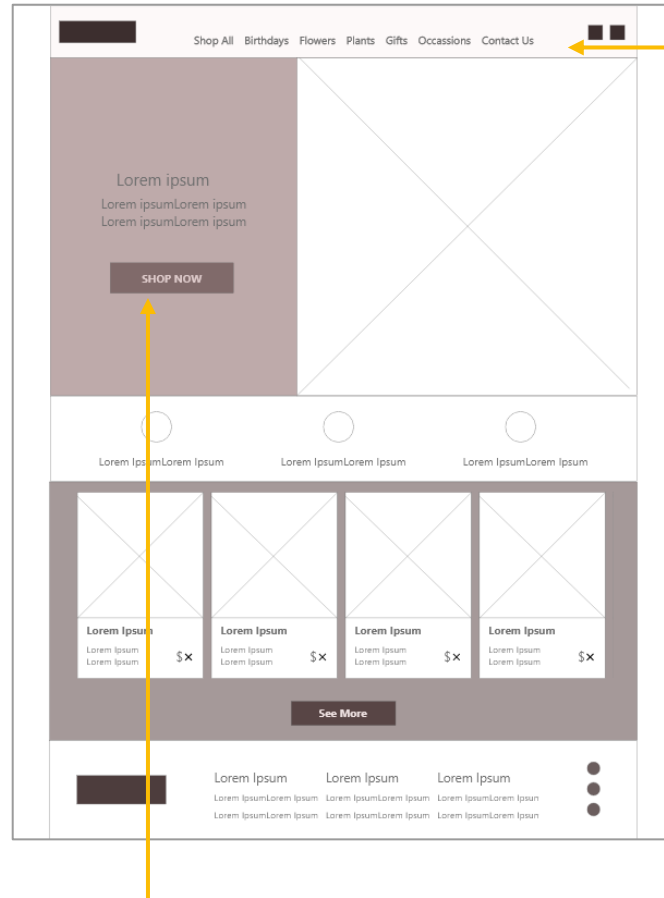 Shop All Birthdays Flowers Plants Gifts Occassions Contact Us
Lorem ipsum
Lorem ipsumLorem ipsum
Lorem ipsumLorem ipsum
SHOP NOW
Lorem IpsumLorem Ipsum Lorem IpsumLorem Ipsum Lorem IpsumLorem Ipsum
Lorem Ipsum Lorem Ipsum Lorem Ipsum Lorem Ipsum
Lorem Ipsum Lorem Ipsum Lorem Ipsum Lorem Ipsum
$× $× $× $×
Lorem Ipsum Lorem Ipsum Lorem Ipsum Lorem Ipsum
See More
Lorem Ipsum Lorem Ipsum Lorem Ipsum
Lorem IpsumLorem Ipsum Lorem IpsumLorem Ipsum Lorem IpsumLorem Ipsun
Lorem IpsumLorem Ipsum Lorem IpsumLorem Ipsum Lorem IpsumLorem Ipsun